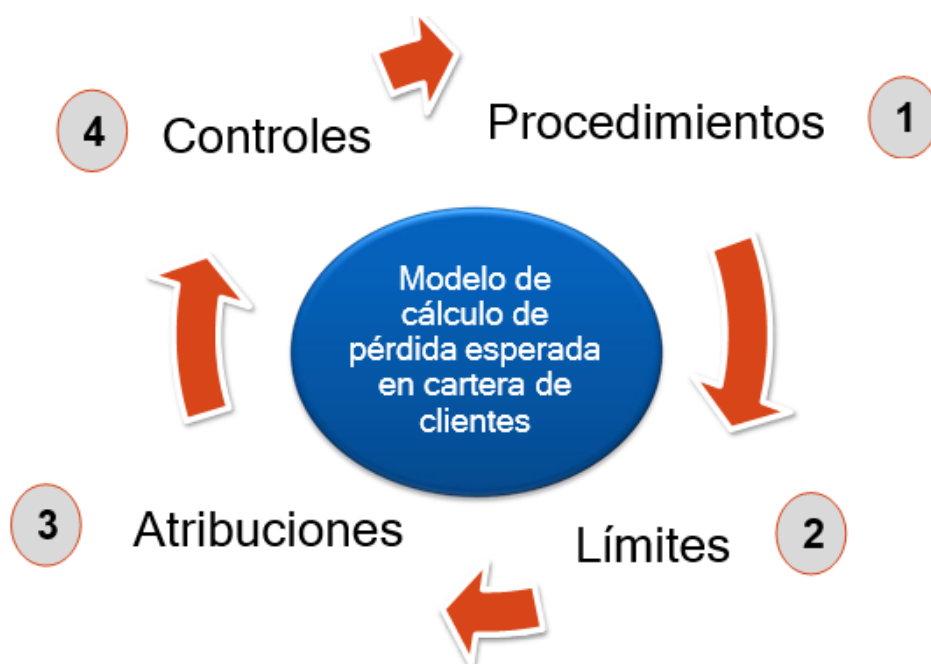 4
Controles
Procedimientos
1
Modelo de
cálculo de
pérdida esperada
en cartera de
clientes
3
Atribuciones
Límites
2